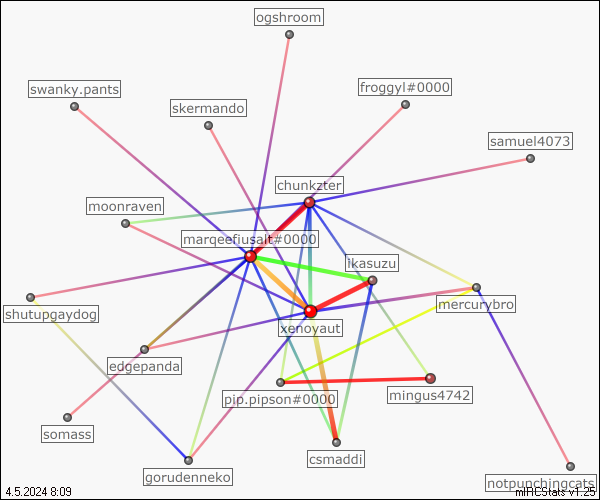 ogshroom
swanky.pants
froggyl#0000
skermando
samuel4073
chunkzter
moonraven
marqeefiusait#0000
ikasuzu
mercurybro
shutupgaydog
xenoyaut
edgepanda
pip.pipson#0000
mingus4742
somass
csmaddi
gorudenneko
notpunchingcats
4.5.2024 8:09
mIRCStats v1.25